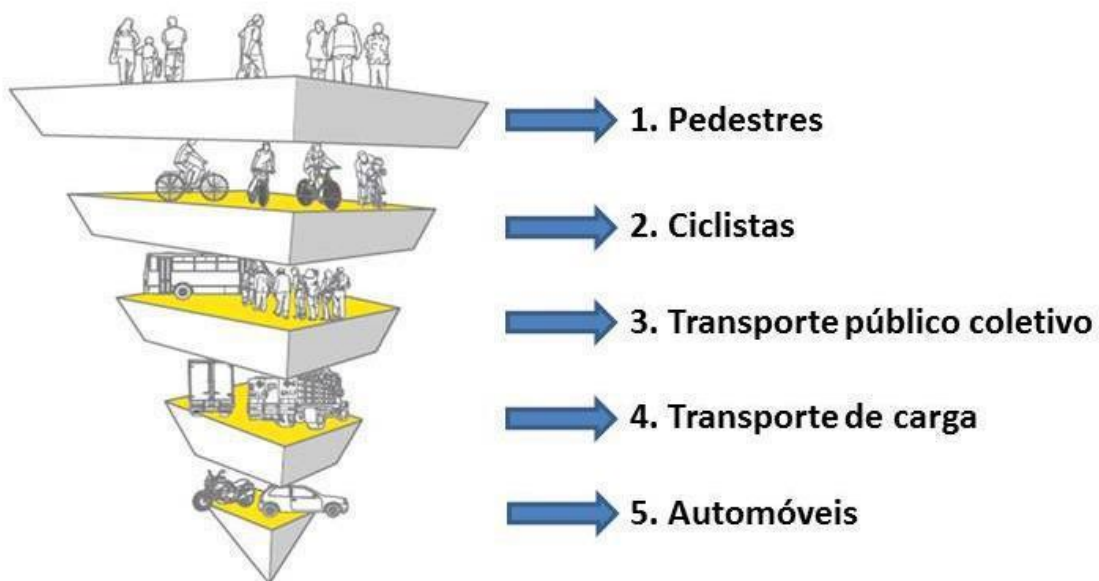 1. Pedestres
2. Ciclistas
3. Transporte público coletivo
4. Transporte de carga
5. Automóveis